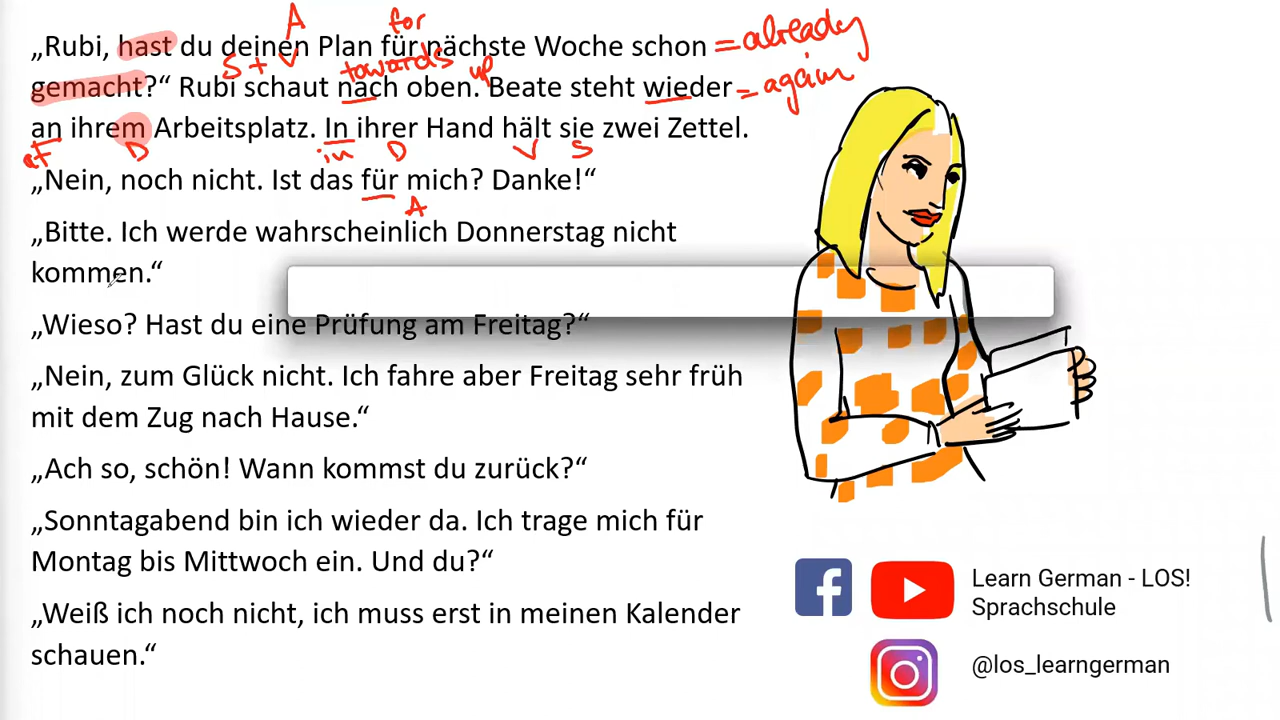 A for
„Rubi, hast du deinen Plan für nächste Woche schon = already
S + V towards up
gemacht?“ Rubi schaut nach oben. Beate steht wieder = again
an ihrem Arbeitsplatz. In ihrer Hand hält sie zwei Zettel.
at D in D V S
„Nein, noch nicht. Ist das für mich? Danke!“
A
„Bitte. Ich werde wahrscheinlich Donnerstag nicht
kommen.“
„Wieso? Hast du eine Prüfung am Freitag?“
„Nein, zum Glück nicht. Ich fahre aber Freitag sehr früh
mit dem Zug nach Hause.“
„Ach so, schön! Wann kommst du zurück?“
„Sonntagabend bin ich wieder da. Ich trage mich für
Montag bis Mittwoch ein. Und du?“
„Weiß ich noch nicht, ich muss erst in meinen Kalender
schauen.“
Learn German - LOS!
Sprachschule
@los_learngerman